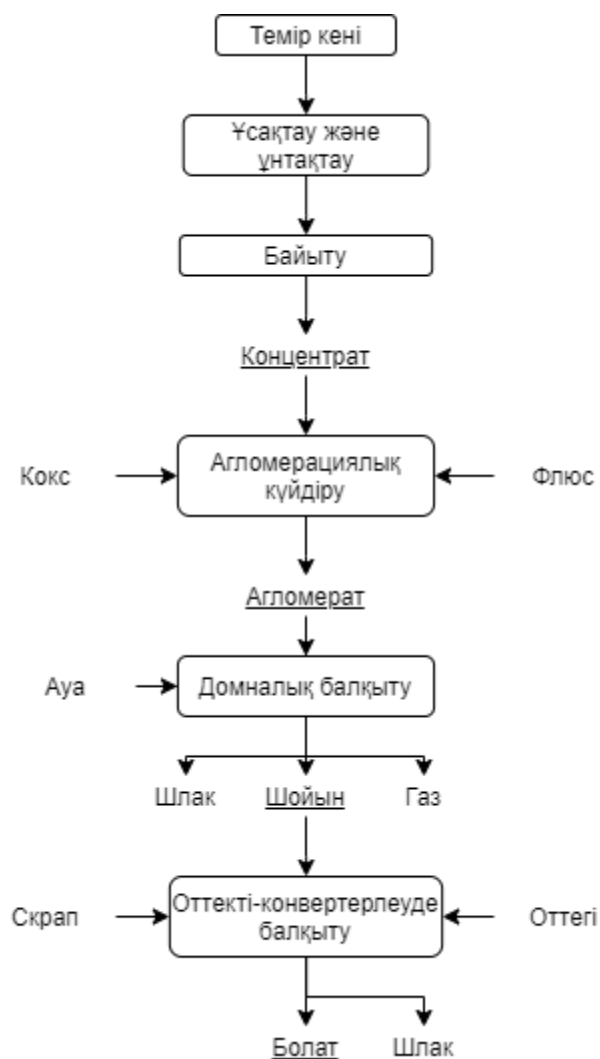 Темір кені
Ұсақтау және
ұнтақтау
Байыту
Концентрат
Кокс
Агломерациялық
күйдіру
Флюс
Агломерат
Ауа
Домналық балқыту
Шлак
Шойын
Газ
Скрап
Оттекті-конвертерлеуде
балқыту
Оттегі
Болат
Шлак